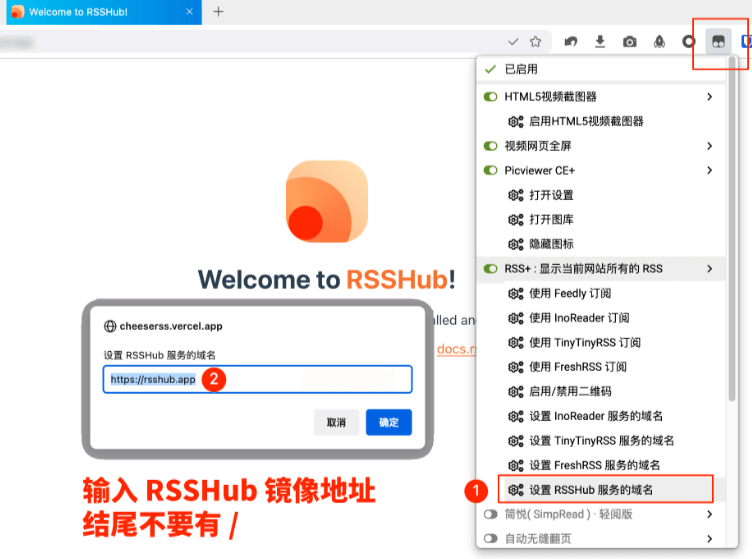 Welcome to RSSHub!
已启用
HTML5视频截图器
启用HTML5视频截图器
视频网页全屏
Picviewer CE+
打开设置
打开图库
隐藏图标
RSS+ : 显示当前网站所有的 RSS
使用 Feedly 订阅
使用 InoReader 订阅
使用 TinyTinyRSS 订阅
使用 FreshRSS 订阅
启用/禁用二维码
设置 InoReader 服务的域名
设置 TinyTinyRSS 服务的域名
设置 FreshRSS 服务的域名
1
设置 RSSHub 服务的域名
简悦( SimpRead ) · 轻阅版
自动无缝翻页
Welcome to RSSHub!
docs.rs
cheeserss.vercel.app
设置 RSSHub 服务的域名
https://rsshub.app
2
取消
确定
输入 RSSHub 镜像地址
结尾不要有 /